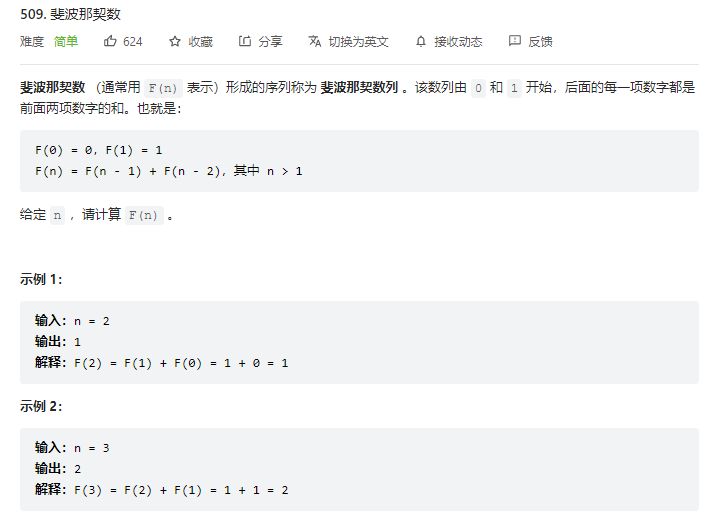 509. 斐波那契数
难度 简单 624 收藏 分享 切换为英文 接收动态 反馈
斐波那契数 （通常用 F(n) 表示）形成的序列称为 斐波那契数列 。该数列由 0 和 1 开始，后面的每一项数字都是
前面两项数字的和。也就是：
F(0) = 0，F(1) = 1
F(n) = F(n - 1) + F(n - 2)，其中 n > 1
给定 n ，请计算 F(n) 。
示例 1：
输入：n = 2
输出：1
解释：F(2) = F(1) + F(0) = 1 + 0 = 1
示例 2：
输入：n = 3
输出：2
解释：F(3) = F(2) + F(1) = 1 + 1 = 2